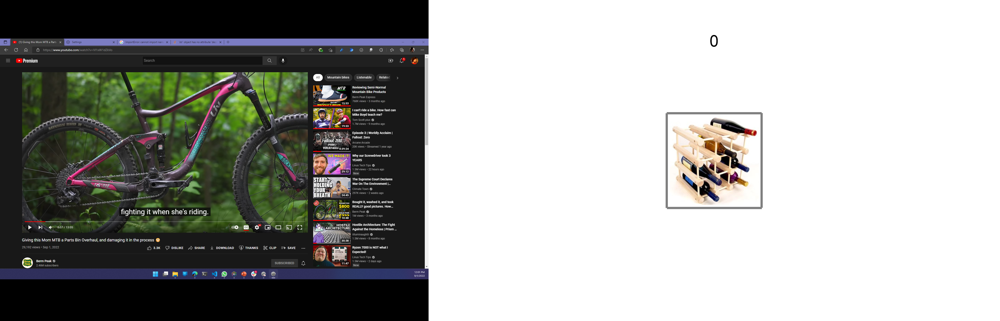 (1) Giving this Mom MTB a Parts
Settings
ImportError: cannot import nam
'str' object has no attribute 'dec
https://www.youtube.com/watch?v=VI1xW1dZkVo
Premium
Search
1
0
MINION DHR II
Liv
TRAIL
fighting it when she's riding.
0:57 / 13:05
CC
HD
Giving this Mom MTB a Parts Bin Overhaul, and damaging it in the process
29,192 views • Sep 1, 2022
3.3K
DISLIKE
SHARE
DOWNLOAD
THANKS
CLIP
SAVE
Berm Peak
Berm Peak
2.46M subscribers
SUBSCRIBED
All
Mountain bikes
Listenable
Related
MTB
PRODUCT REVIE
15:53
Reviewing Semi-Normal
Mountain Bike Products
Berm Peak Express
768K views • 3 months ago
19:33
I can't ride a bike. How fast can
Mike Boyd teach me?
Tom Scott plus
1.7M views • 9 months ago
Fallout: ZERO
EPISODE 3
WORLDLY ACCLA
4:39:24
Episode 3 | Worldly Acclaim |
Fallout: Zero
Arcane Arcade
20K views • Streamed 1 year ago
WE MADE IT!
29:12
Why our Screwdriver took 3
YEARS
Linus Tech Tips
1.5M views • 22 hours ago
New
START
HOLDING
YOUR
BREATH
24:45
The Supreme Court Declares
War On The Environment |...
Climate Town
297K views • 2 weeks ago
BOUGHT FOR
$800
SOLD FOR
$???
10:48
Bought it, washed it, and took
REALLY good pictures. How...
Berm Peak
1M views • 3 months ago
HOSTILE
ARCHITECTURE
30:38
Hostile Architecture: The Fight
Against the Homeless | Prism ...
iilluminaughtii
1.5M views • 8 months ago
AMD
RYZEN
11:47
Ryzen 7000 is NOT what I
Expected!
Linus Tech Tips
1.5M views • 2 days ago
New
12:01 PM
9/1/2022